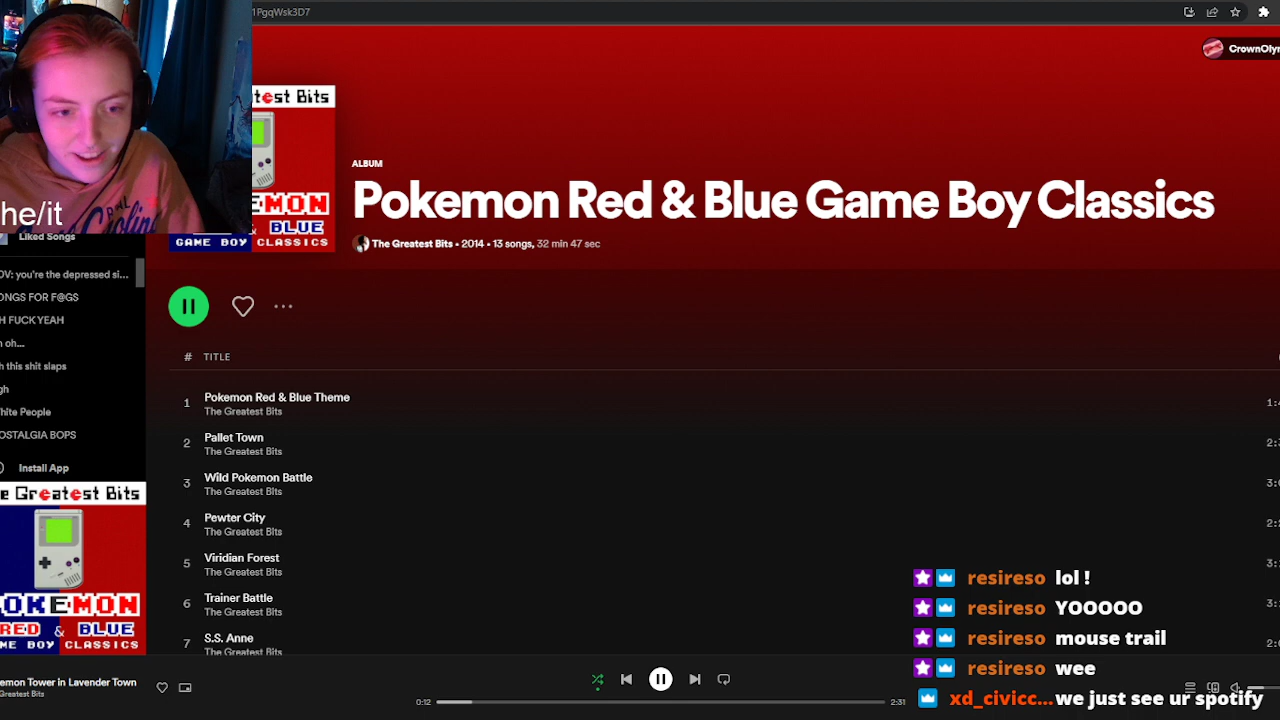 1PgqWsk3D7
CrownOly
test Bits
EMON
BLUE
GAME BOY CLASSICS
ALBUM
Pokemon Red & Blue Game Boy Classics
The Greatest Bits • 2014 • 13 songs, 32 min 47 sec
he/it
Liked Songs
OV: you're the depressed si...
ONGS FOR F@GS
H FUCK YEAH
h oh...
h this shit slaps
gh
hite People
OSTALGIA BOPS
Install App
# TITLE
1 Pokemon Red & Blue Theme
The Greatest Bits
2 Pallet Town
The Greatest Bits
3 Wild Pokemon Battle
The Greatest Bits
4 Pewter City
The Greatest Bits
5 Viridian Forest
The Greatest Bits
6 Trainer Battle
The Greatest Bits
7 S.S. Anne
The Greatest Bits
e Greatest Bits
OKEMON
RED & BLUE
ME BOY CLASSICS
emon Tower in Lavender Town
Greatest Bits
0:12
2:31
resireso lol !
resireso YOOOOO
resireso mouse trail
resireso wee
xd_civicc... we just see ur spotify